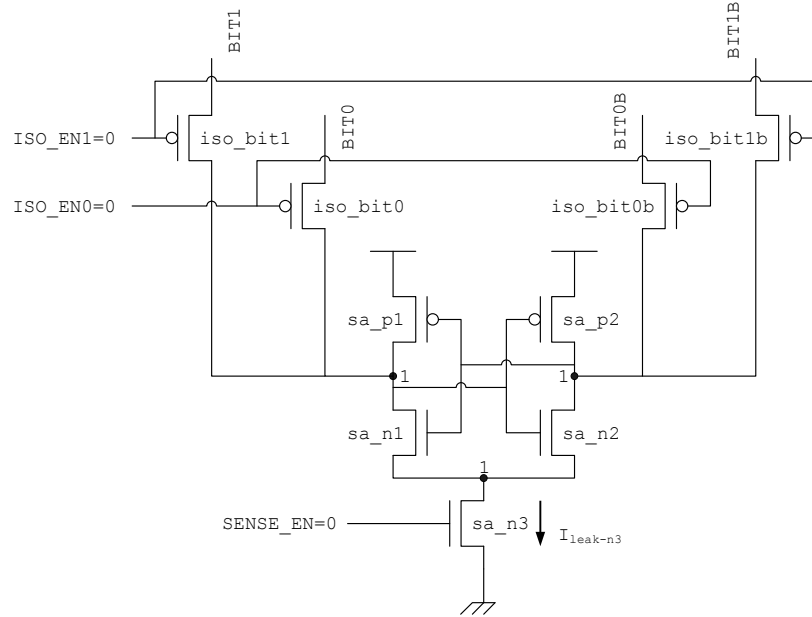 BIT1
BIT1B
ISO_EN1=0
iso_bit1
BIT0
BIT0B
iso_bit1b
ISO_EN0=0
iso_bit0
iso_bit0b
sa_p1
sa_p2
1
1
sa_n1
sa_n2
1
SENSE_EN=0
sa_n3
Ileak-n3